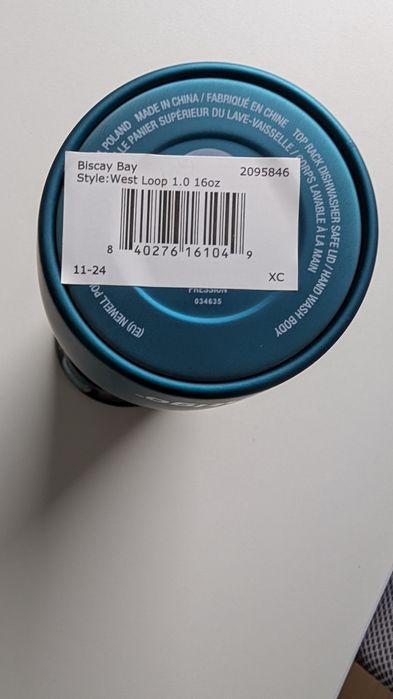 POLAND MADE IN CHINA / FABRIQUÉ EN CHINE TOP RACK DISHWASHER SAFE LID / HAND WASH BODY
LE PANIER SUPÉRIEUR DU LAVE-VAISSELLE / CORPS LAVABLE À LA MAIN
Biscay Bay 2095846
Style:West Loop 1.0 16oz
8 40276 16104 9
11-24 XC
PRESSION
034635
(EU) NEWELL